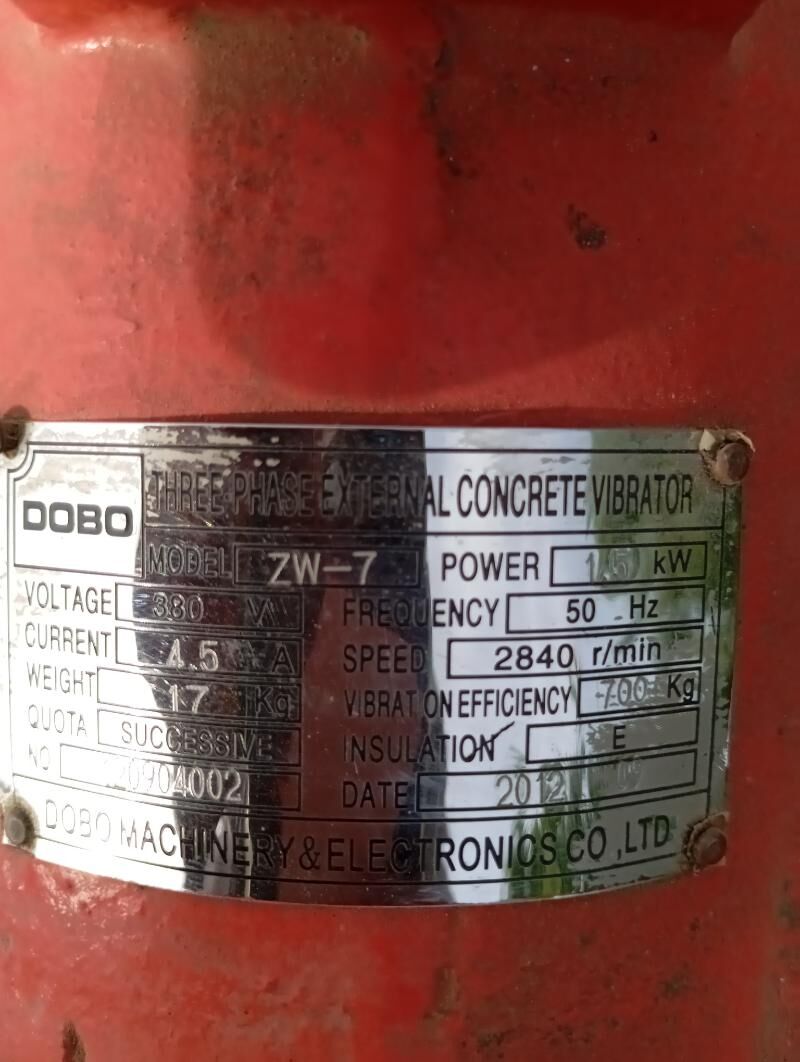 DOBO
THREE-PHASE EXTERNAL CONCRETE VIBRATOR
MODEL ZW-7 POWER 1.5 kW
VOLTAGE 380 V FREQUENCY 50 Hz
CURRENT 4.5 A SPEED 2840 r/min
WEIGHT 17 Kg VIBRATION EFFICIENCY 700 Kg
QUOTA SUCCESSIVE INSULATION E
NO DATE 2012
DOBO MACHINERY&ELECTRONICS CO.,LTD